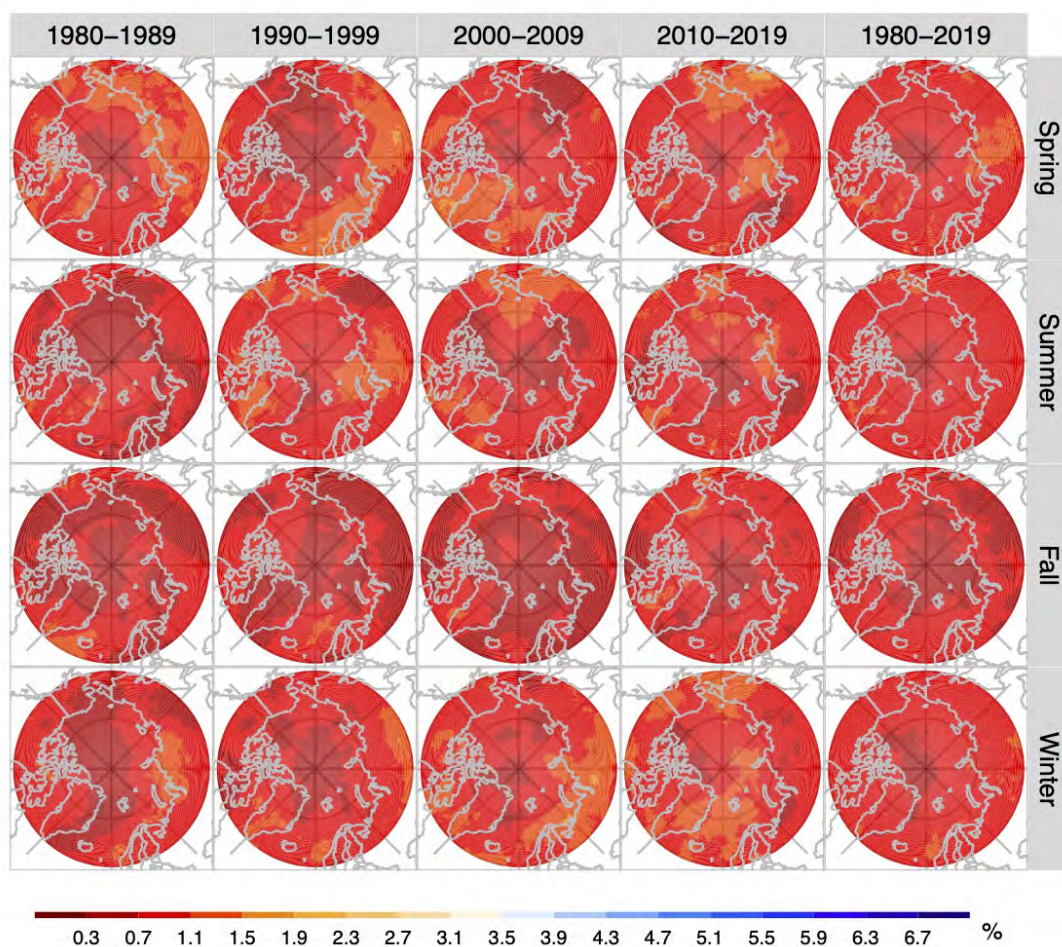 1980–1989 1990–1999 2000–2009 2010–2019 1980–2019
Spring
Summer
Fall
Winter
0.3 0.7 1.1 1.5 1.9 2.3 2.7 3.1 3.5 3.9 4.3 4.7 5.1 5.5 5.9 6.3 6.7 %